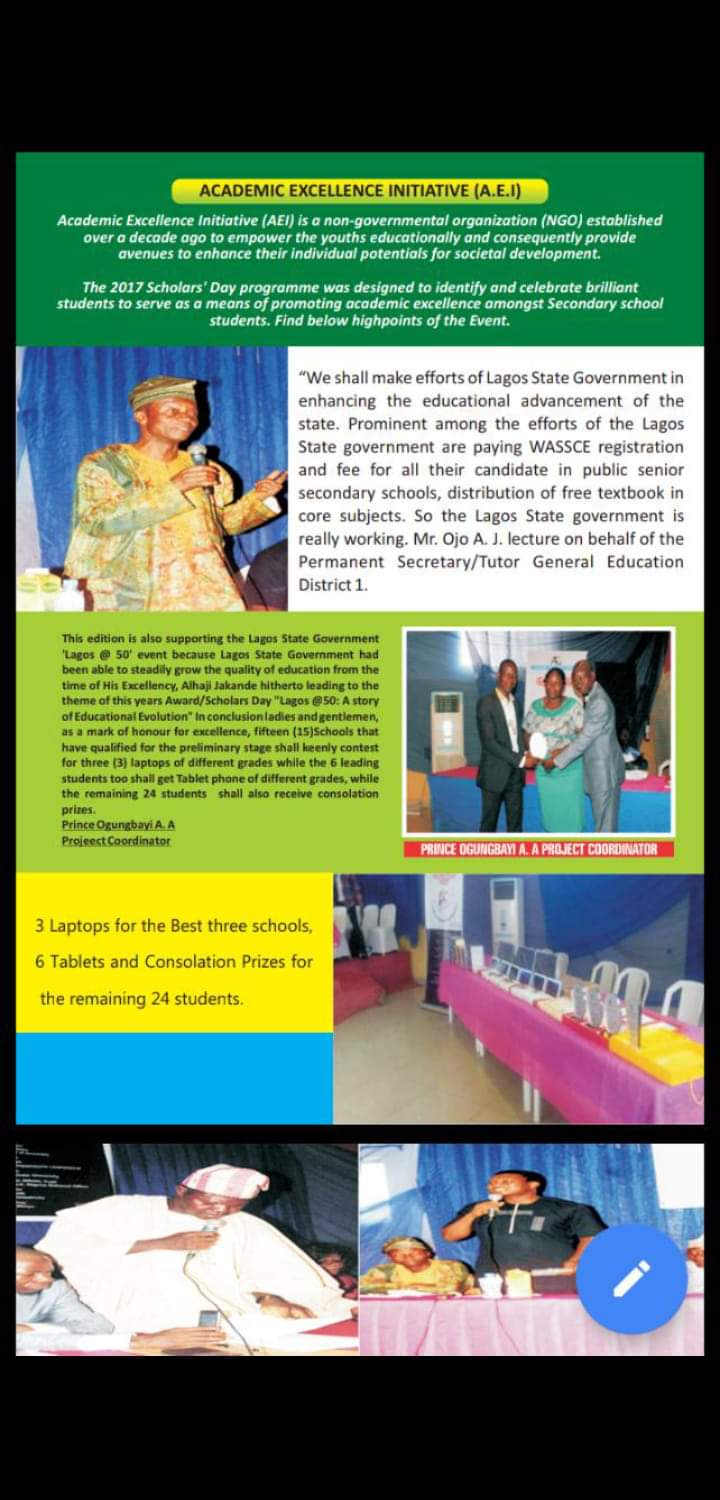 ACADEMIC EXCELLENCE INITIATIVE (A.E.I)
Academic Excellence Initiative (AEI) is a non-governmental organization (NGO) established
over a decade ago to empower the youths educationally and consequently provide
avenues to enhance their individual potentials for societal development.
The 2017 Scholars' Day programme was designed to identify and celebrate brilliant
students to serve as a means of promoting academic excellence amongst Secondary school
students. Find below highpoints of the Event.
“We shall make efforts of Lagos State Government in
enhancing the educational advancement of the
state. Prominent among the efforts of the Lagos
State government are paying WASSCE registration
and fee for all their candidate in public senior
secondary schools, distribution of free textbook in
core subjects. So the Lagos State government is
really working. Mr. Ojo A. J. lecture on behalf of the
Permanent Secretary/Tutor General Education
District 1.
This edition is also supporting the Lagos State Government
'Lagos @ 50' event because Lagos State Government had
been able to steadily grow the quality of education from the
time of His Excellency, Alhaji Jakande hitherto leading to the
theme of this years Award/Scholars Day "Lagos @50: A story
of Educational Evolution" In conclusion ladies and gentlemen,
as a mark of honour for excellence, fifteen (15)Schools that
have qualified for the preliminary stage shall keenly contest
for three (3) laptops of different grades while the 6 leading
students too shall get Tablet phone of different grades, while
the remaining 24 students shall also receive consolation
prizes.
Prince Ogungbayi A. A
Projeect Coordinator
PRINCE OGUNGBAYI A. A PROJECT COORDINATOR
3 Laptops for the Best three schools,
6 Tablets and Consolation Prizes for
the remaining 24 students.